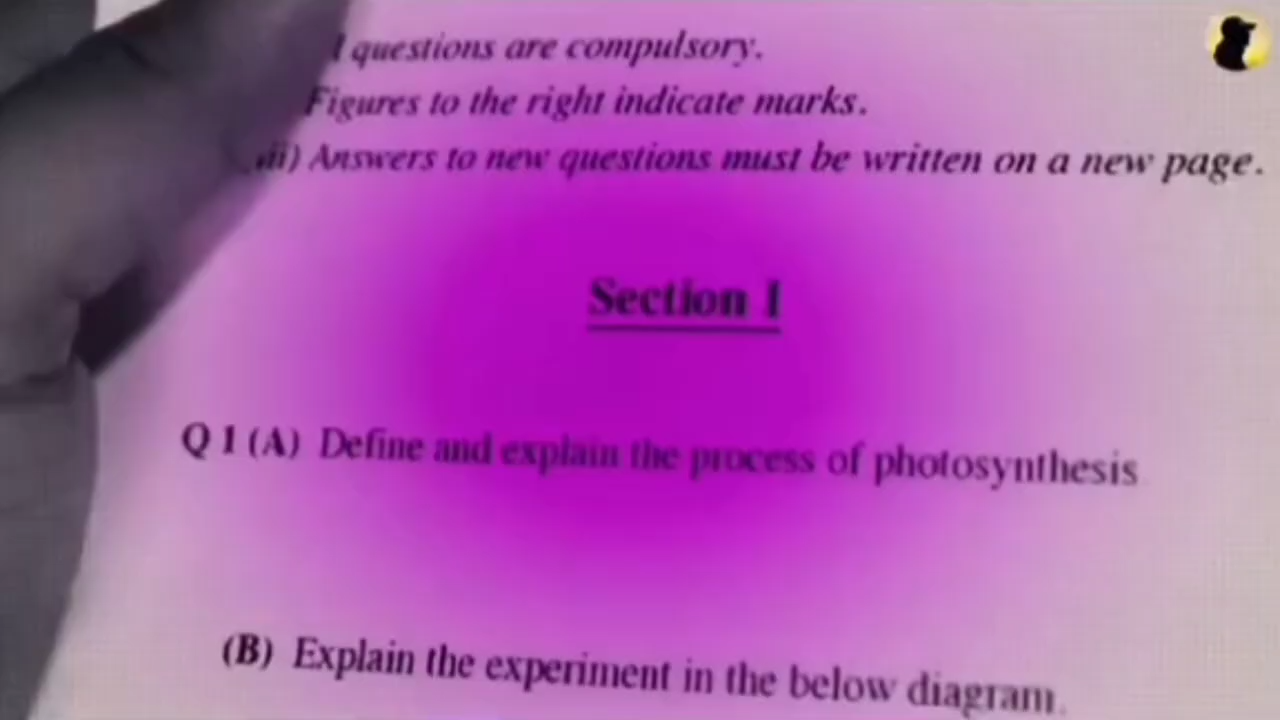 questions are compulsory.
Figures to the right indicate marks.
iii) Answers to new questions must be written on a new page.
Section I
Q 1 (A) Define and explain the process of photosynthesis
(B) Explain the experiment in the below diagram.